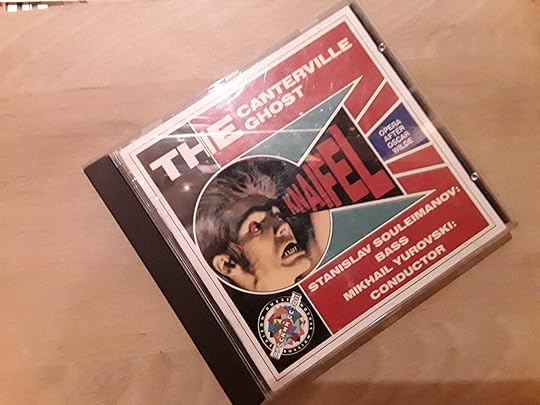 THE
CANTERVILLE
GHOST
KNAIFEL
OPERA
AFTER
OSCAR
WILDE
STANISLAV SOULEIMANOV:
BASS
MIKHAIL YUROVSKI:
CONDUCTOR